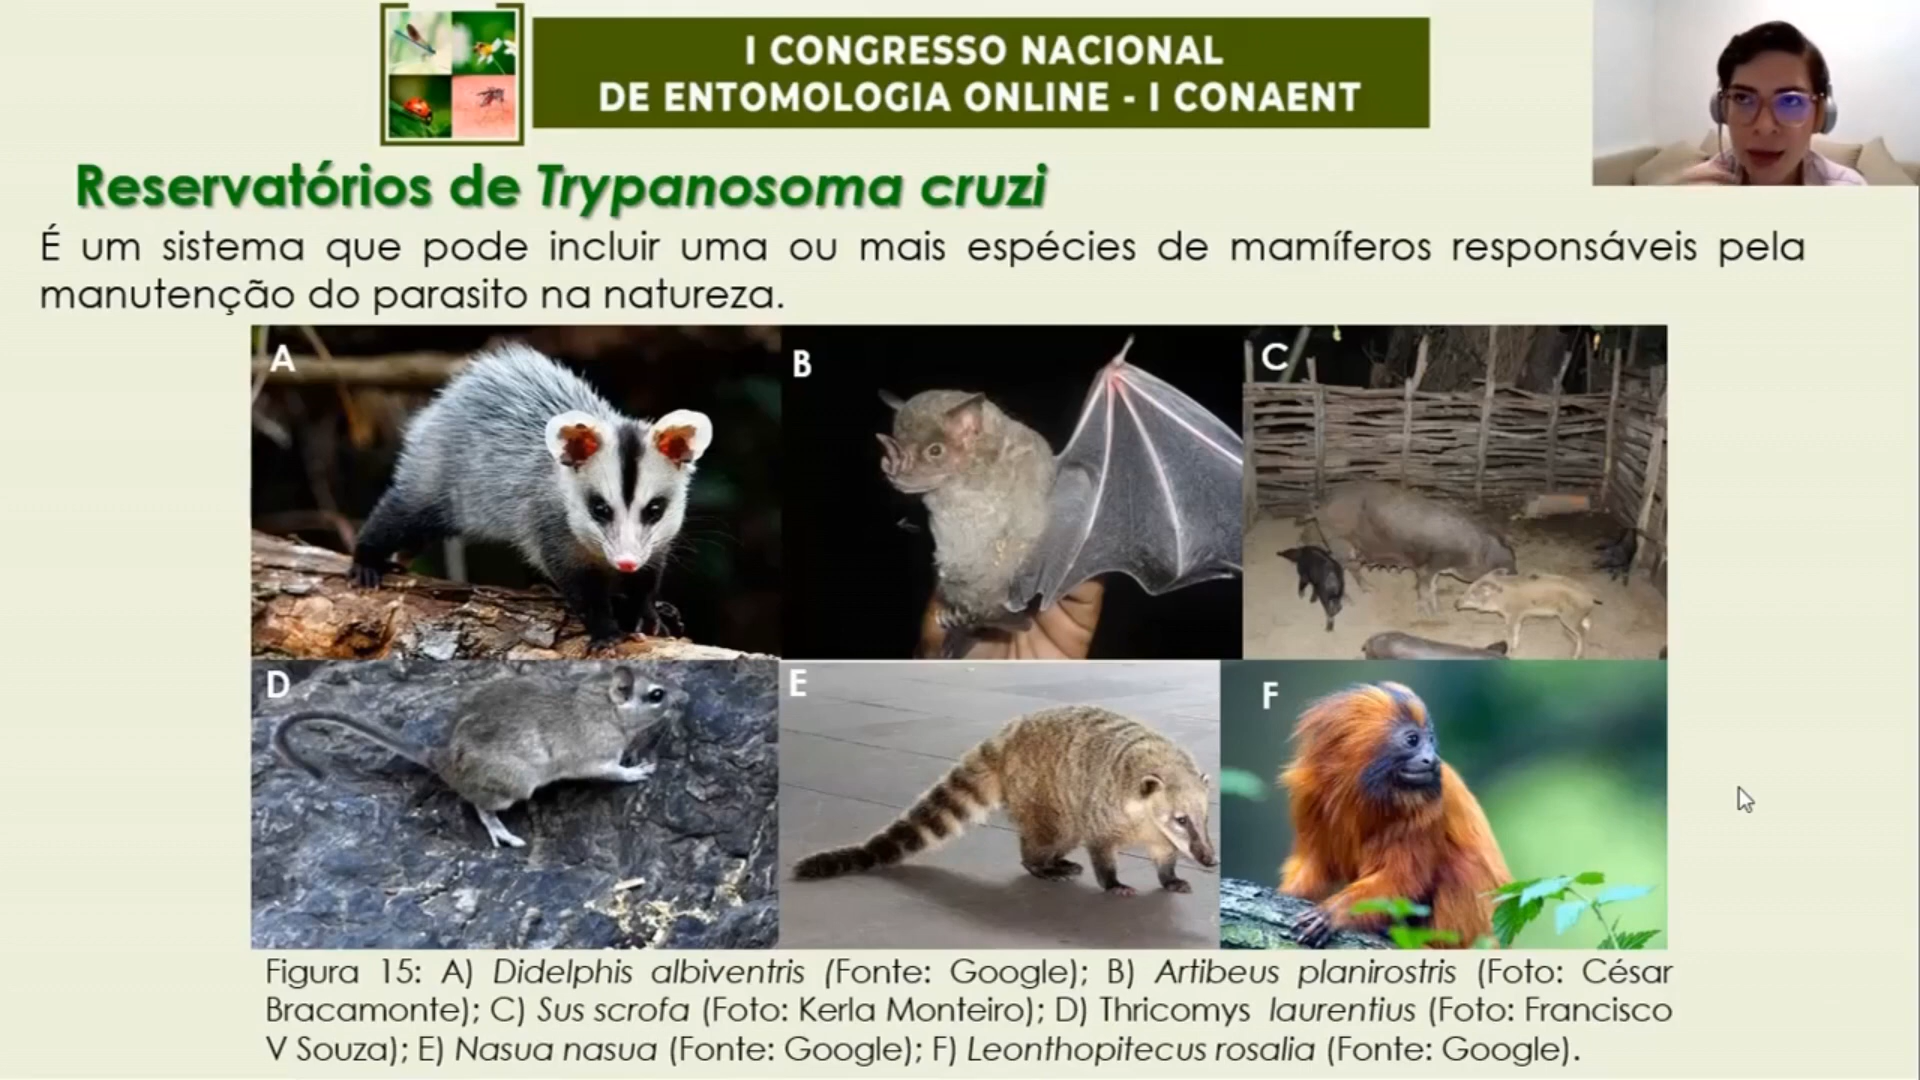 I CONGRESSO NACIONAL
DE ENTOMOLOGIA ONLINE - I CONAENT
Reservatórios de Trypanosoma cruzi
É um sistema que pode incluir uma ou mais espécies de mamíferos responsáveis pela
manutenção do parasito na natureza.
A
B
C
D
E
F
Figura 15: A) Didelphis albiventris (Fonte: Google); B) Artibeus planirostris (Foto: César
Bracamonte); C) Sus scrofa (Foto: Kerla Monteiro); D) Thricomys laurentius (Foto: Francisco
V Souza); E) Nasua nasua (Fonte: Google); F) Leonthopitecus rosalia (Fonte: Google).